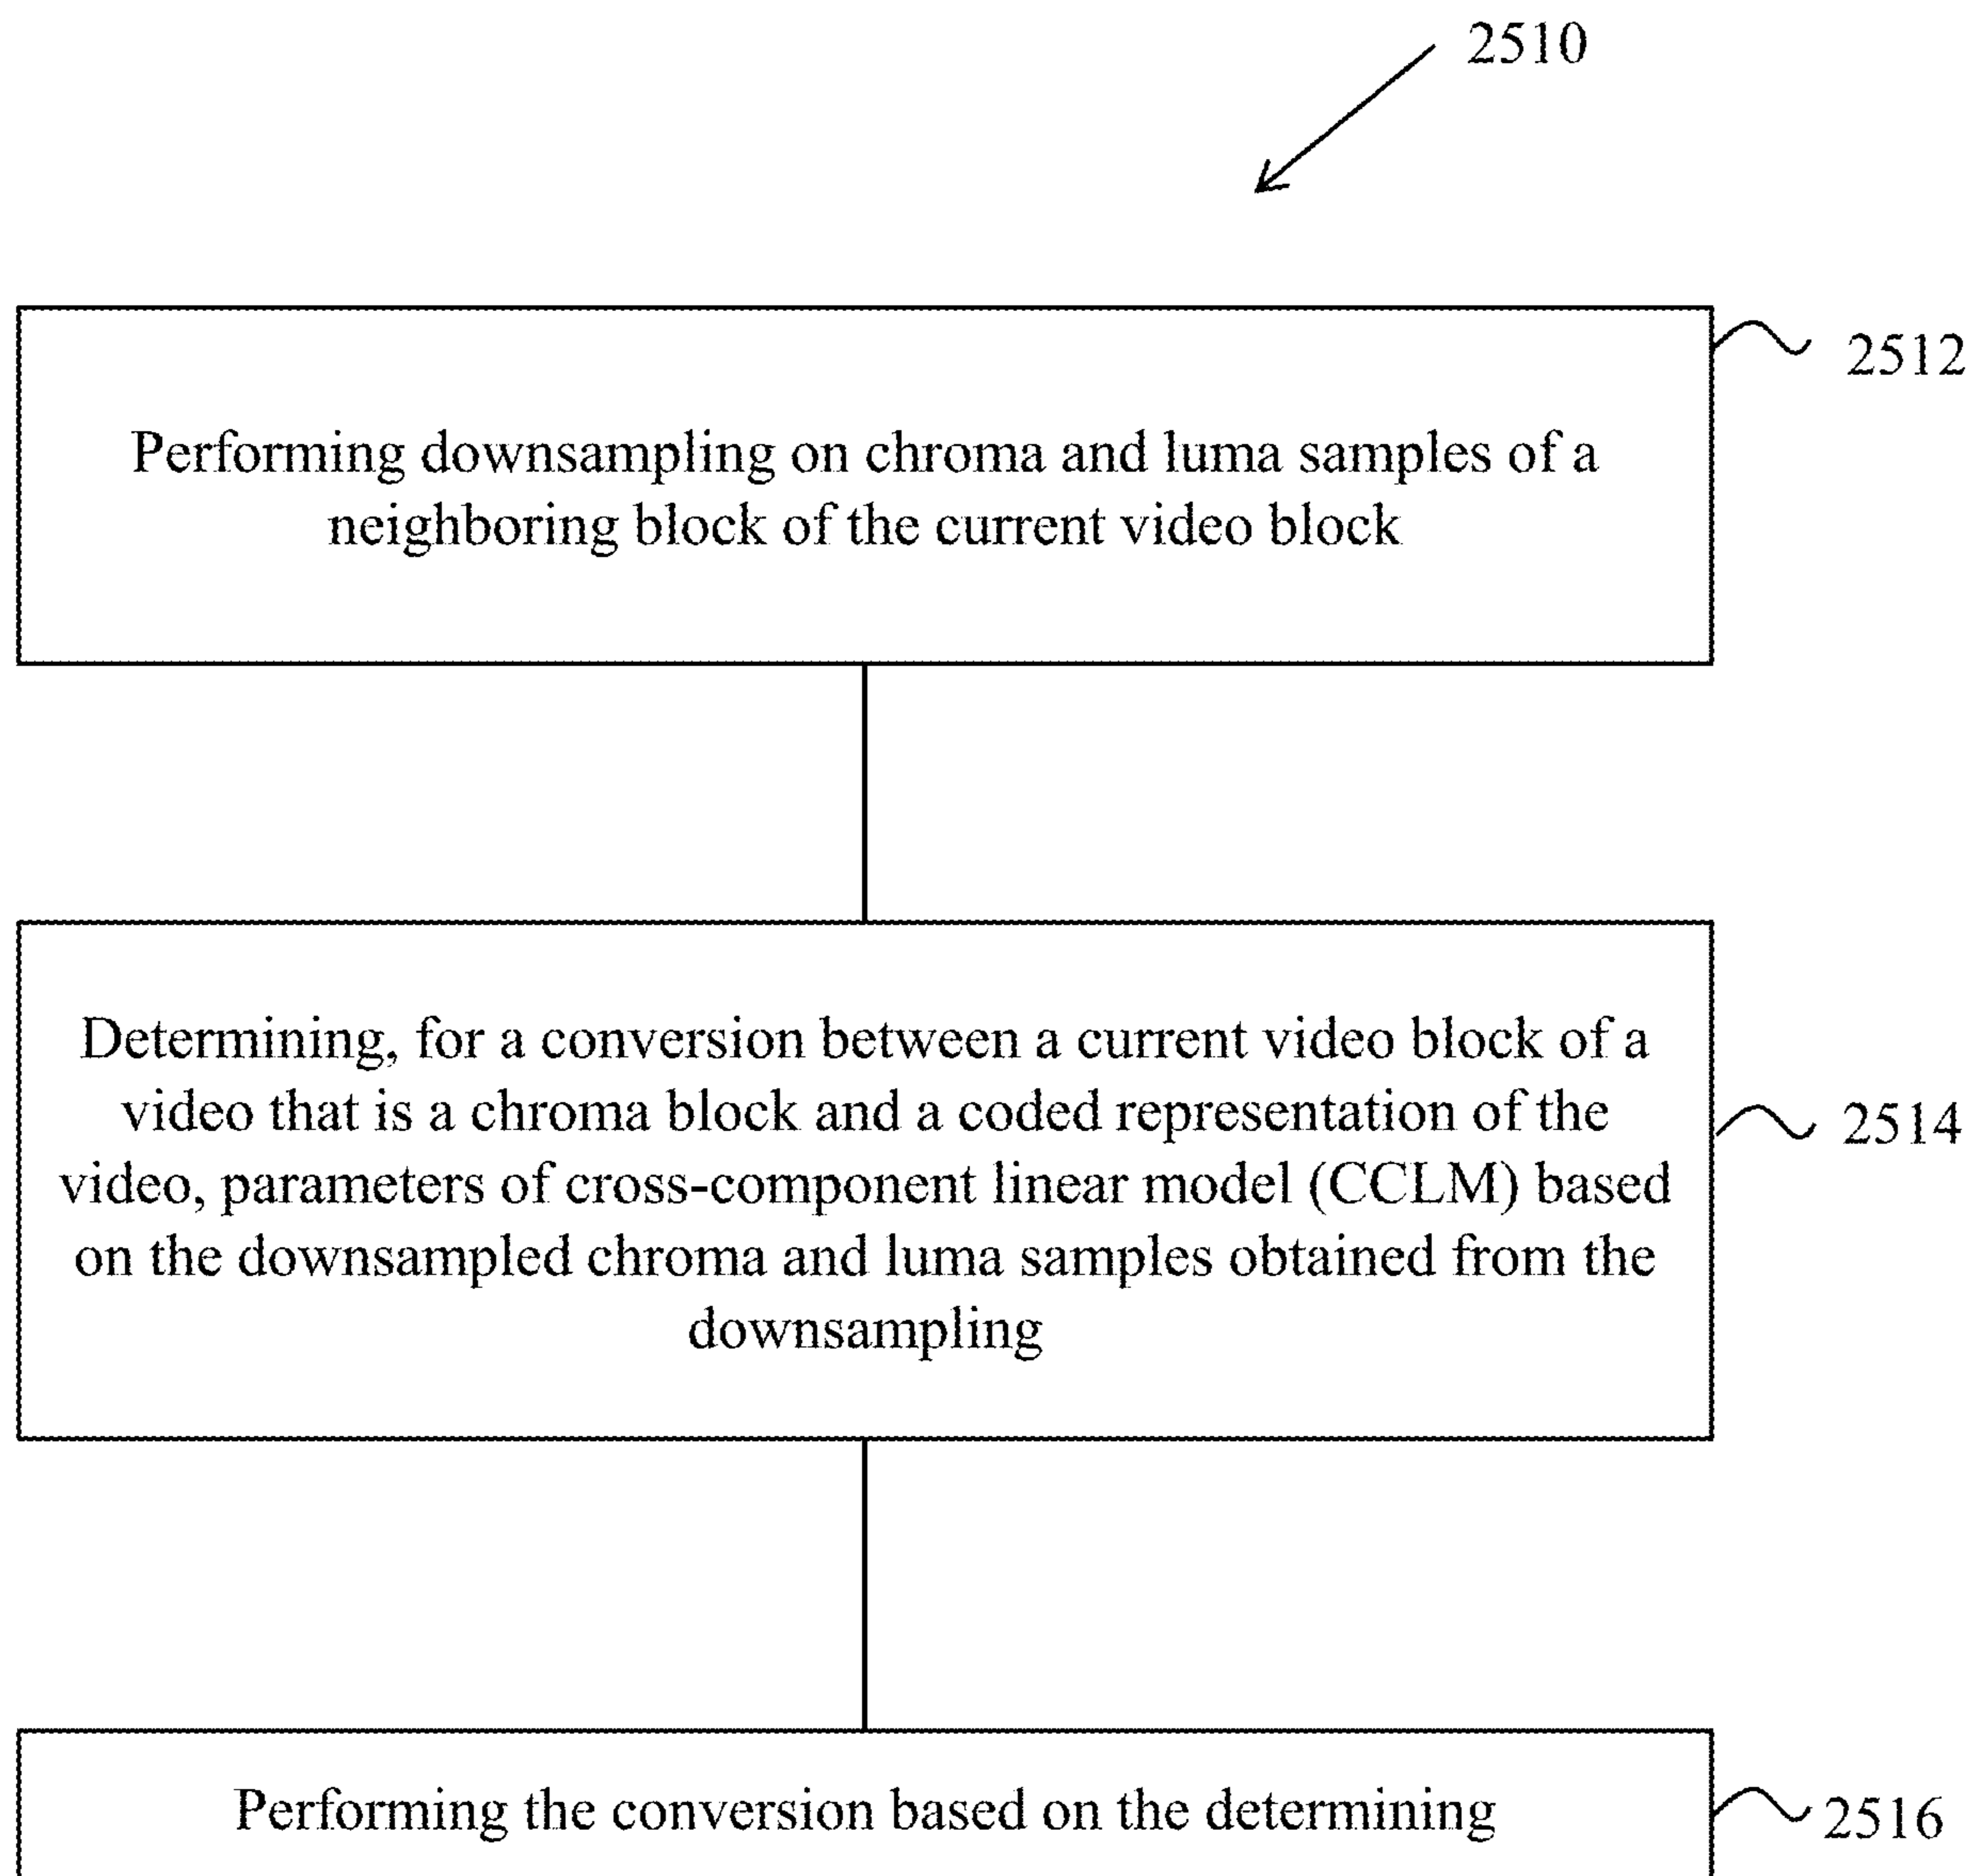 2510
2512
Performing downsampling on chroma and luma samples of a
neighboring block of the current video block
Determining, for a conversion between a current video block of a
video that is a chroma block and a coded representation of the
video, parameters of cross-component linear model (CCLM) based
on the downsampled chroma and luma samples obtained from the
downsampling
2514
Performing the conversion based on the determining
2516